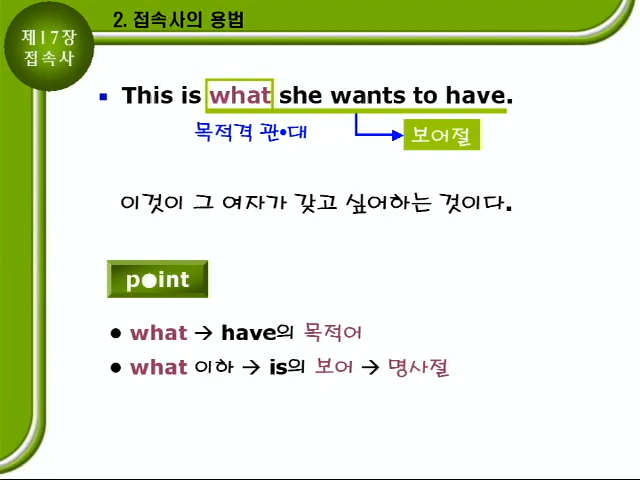 제17장
접속사
2. 접속사의 용법
This is what she wants to have.
목적격 관•대
보어절
이것이 그 여자가 갖고 싶어하는 것이다.
point
● what → have의 목적어
● what 이하 → is의 보어 → 명사절